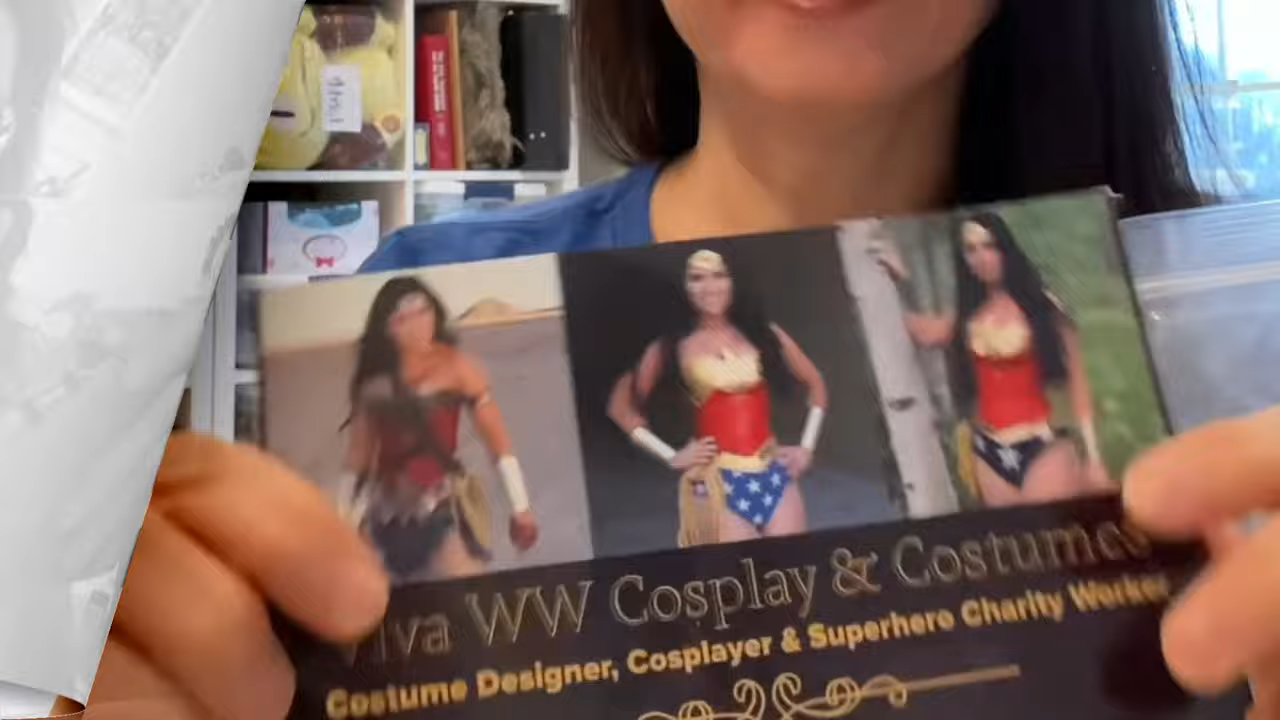 WW Cosplay & Costumes
Costume Designer, Cosplayer & Superhero Charity Worker